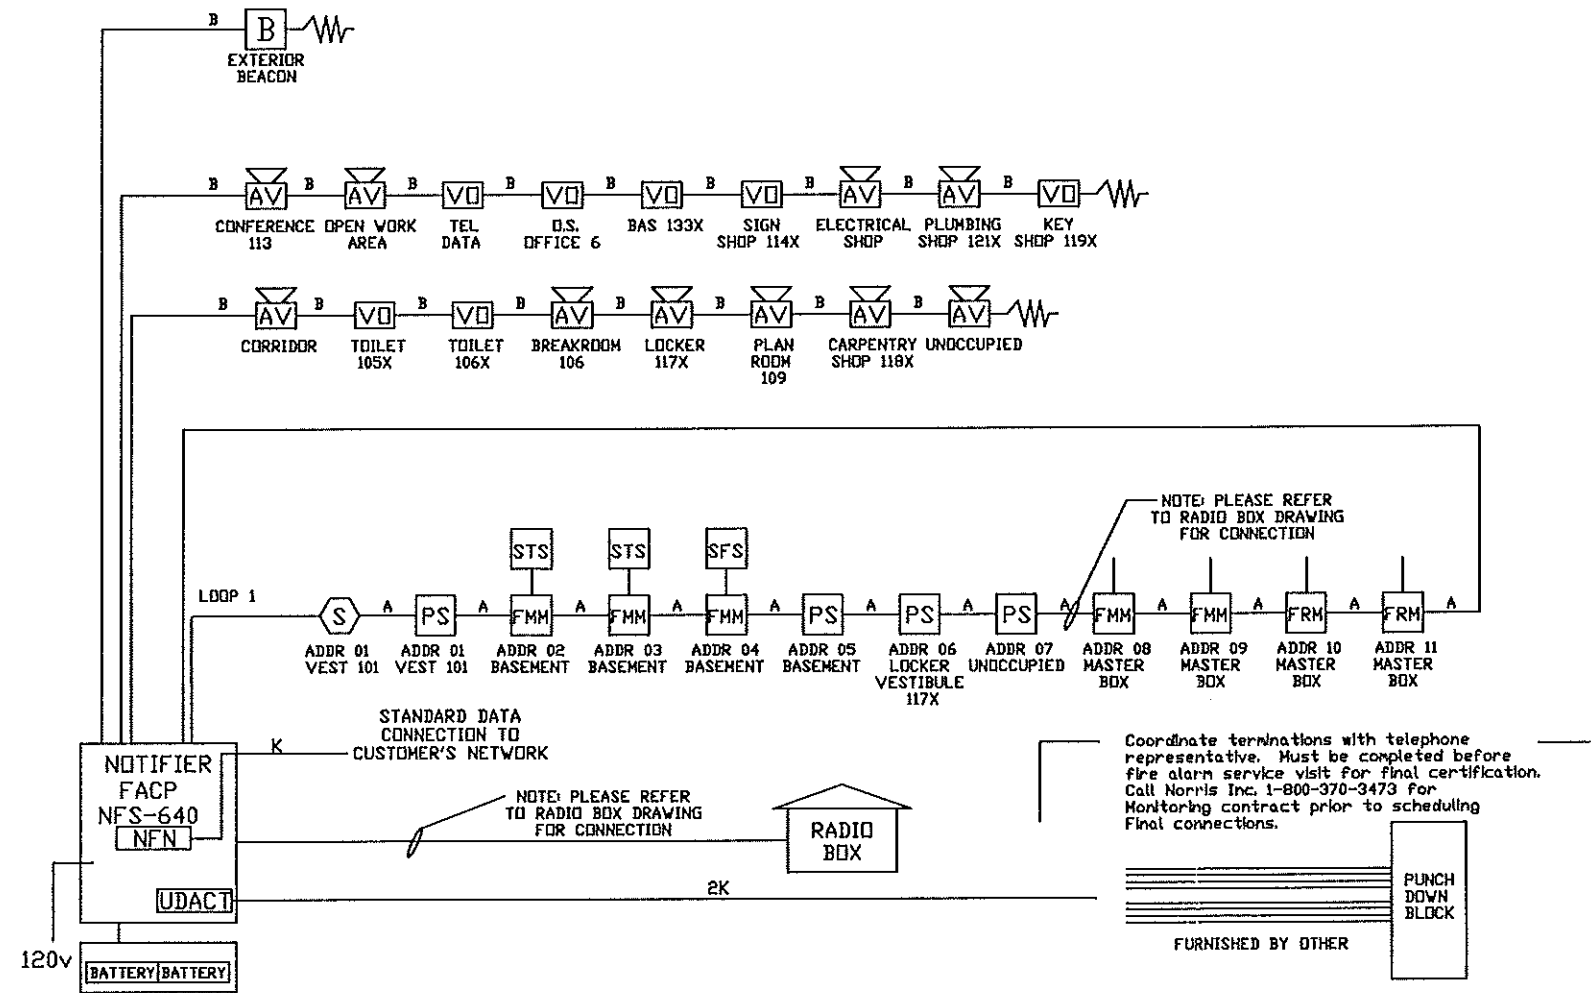 B
B
EXTERIOR
BEACON
B AV B AV B VO B VO B VO B VO B AV B AV B VO
CONFERENCE 113
OPEN WORK AREA
TEL DATA
O.S. OFFICE 6
BAS 133X
SIGN SHOP 114X
ELECTRICAL SHOP
PLUMBING SHOP 121X
KEY SHOP 119X
B AV B VO B VO B AV B AV B AV B AV B AV
CORRIDOR
TOILET 105X
TOILET 106X
BREAKROOM 106
LOCKER 117X
PLAN ROOM 109
CARPENTRY SHOP 118X
UNOCCUPIED
NOTE: PLEASE REFER
TO RADIO BOX DRAWING
FOR CONNECTION
STS STS SFS
LOOP 1
S A PS A FMM A FMM A FMM A PS A PS A PS A FMM A FMM A FRM A FRM A
ADDR 01 VEST 101
ADDR 01 VEST 101
ADDR 02 BASEMENT
ADDR 03 BASEMENT
ADDR 04 BASEMENT
ADDR 05 BASEMENT
ADDR 06 LOCKER VESTIBULE 117X
ADDR 07 UNOCCUPIED
ADDR 08 MASTER BOX
ADDR 09 MASTER BOX
ADDR 10 MASTER BOX
ADDR 11 MASTER BOX
STANDARD DATA
CONNECTION TO
CUSTOMER'S NETWORK
K
NOTIFIER
FACP
NFS-640
NFN
UDACT
NOTE: PLEASE REFER
TO RADIO BOX DRAWING
FOR CONNECTION
RADIO
BOX
2K
Coordinate terminations with telephone
representative. Must be completed before
fire alarm service visit for final certification.
Call Norris Inc. 1-800-370-3473 for
Monitoring contract prior to scheduling
Final connections.
PUNCH
DOWN
BLOCK
FURNISHED BY OTHER
120v
BATTERY BATTERY